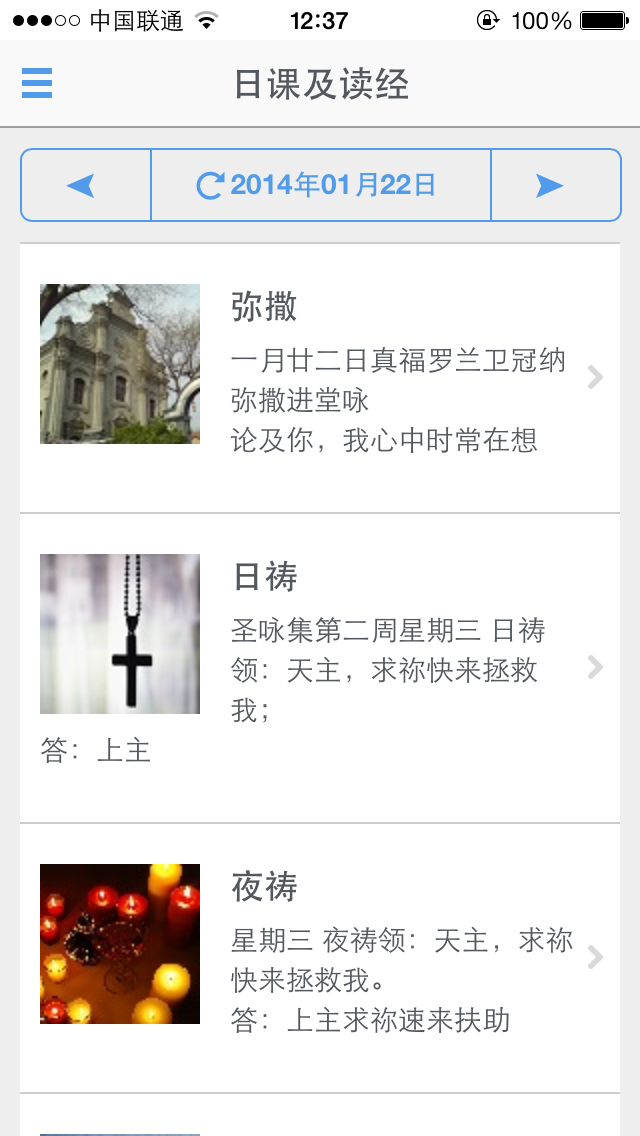 中国联通 12:37 100%
日课及读经
2014年01月22日
弥撒
一月廿二日真福罗兰卫冠纳
弥撒进堂咏
论及你，我心中时常在想
日祷
圣咏集第二周星期三 日祷
领：天主，求祢快来拯救
我；
答：上主
夜祷
星期三 夜祷领：天主，求祢
快来拯救我。
答：上主求祢速来扶助